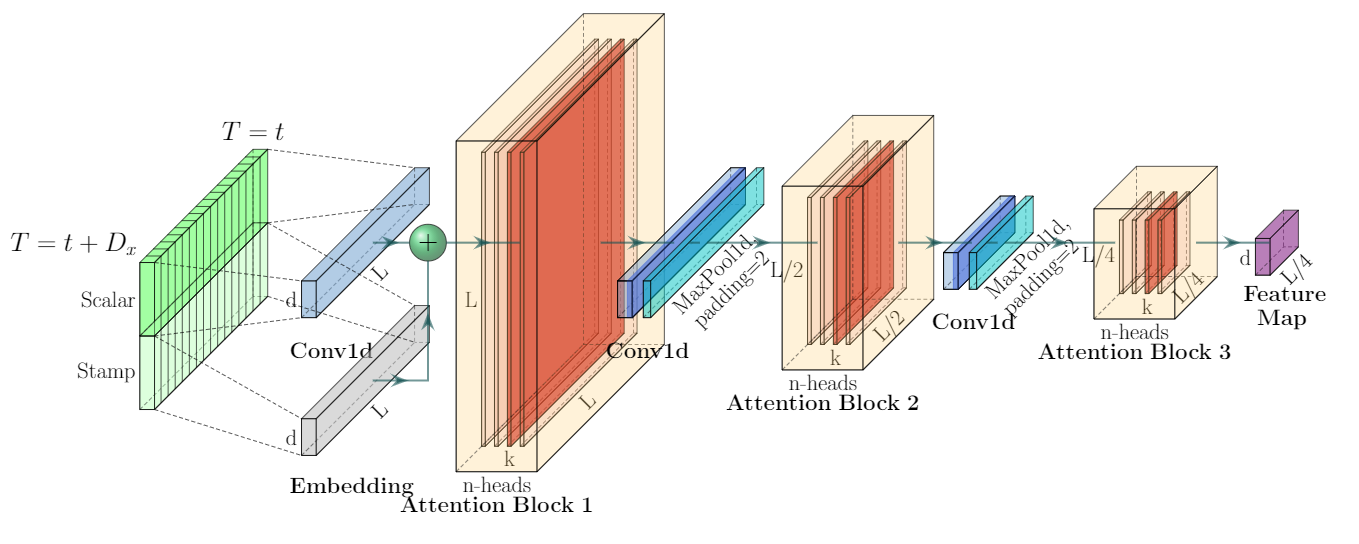 T = t
T = t + Dₓ
Scalar
Stamp
d
L
Conv1d
d
L
Embedding
+
L
L
k
n-heads
Attention Block 1
Conv1d
MaxPool1d,
padding=2
L/2
L/2
k
n-heads
Attention Block 2
Conv1d
MaxPool1d,
padding=2
L/4
L/4
k
n-heads
Attention Block 3
d
L/4
Feature
Map